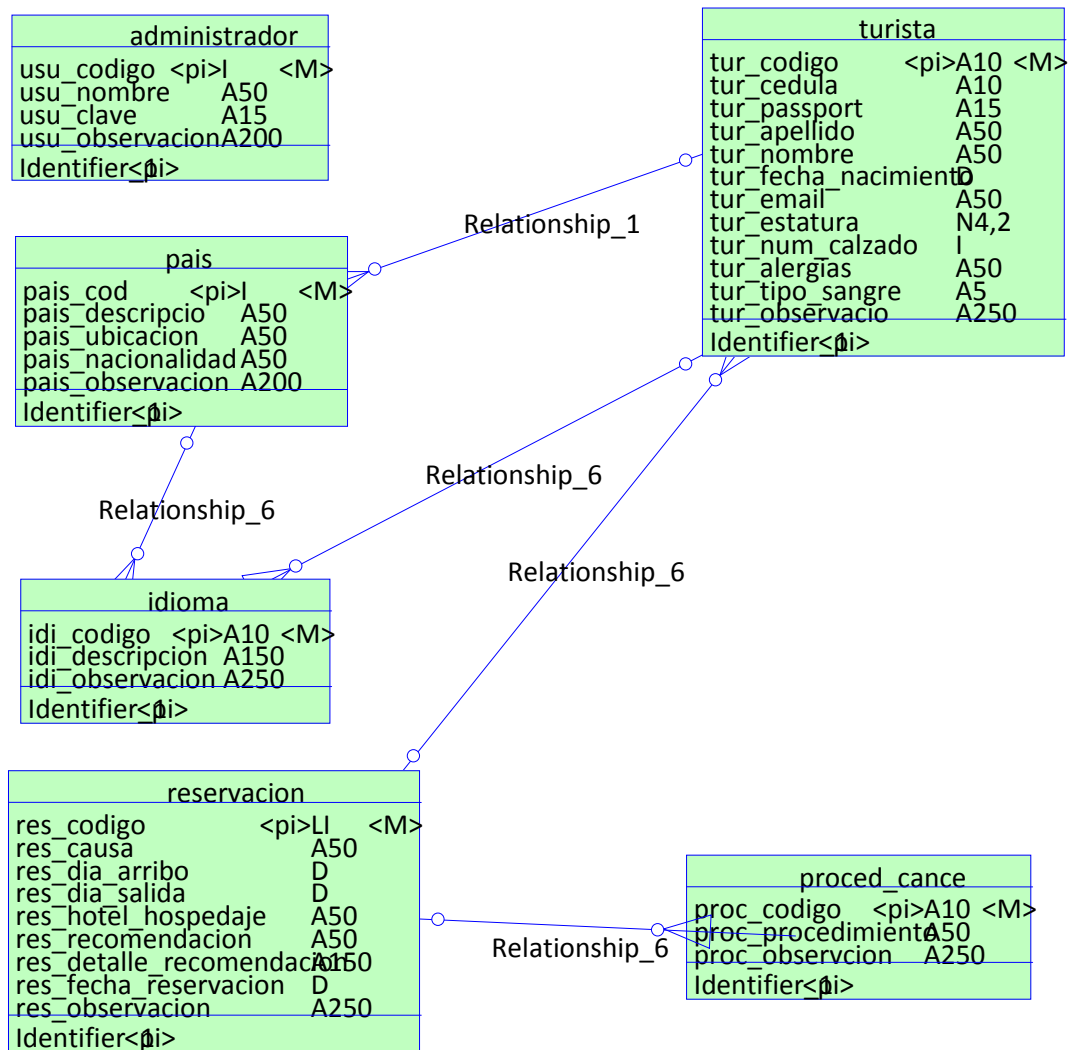 administrador
usu_codigo <pi> I <M>
usu_nombre A50
usu_clave A15
usu_observacion A200
Identifier_1 <pi>
turista
tur_codigo <pi> A10 <M>
tur_cedula A10
tur_passport A15
tur_apellido A50
tur_nombre A50
tur_fecha_nacimiento D
tur_email A50
tur_estatura N4,2
tur_num_calzado I
tur_alergias A50
tur_tipo_sangre A5
tur_observacio A250
Identifier_1 <pi>
Relationship_1
pais
pais_cod <pi> I <M>
pais_descripcio A50
pais_ubicacion A50
pais_nacionalidad A50
pais_observacion A200
Identifier_1 <pi>
Relationship_6
Relationship_6
Relationship_6
idioma
idi_codigo <pi> A10 <M>
idi_descripcion A150
idi_observacion A250
Identifier_1 <pi>
reservacion
res_codigo <pi> LI <M>
res_causa A50
res_dia_arribo D
res_dia_salida D
res_hotel_hospedaje A50
res_recomendacion A50
res_detalle_recomendacion A150
res_fecha_reservacion D
res_observacion A250
Identifier_1 <pi>
Relationship_6
proced_cance
proc_codigo <pi> A10 <M>
proc_procedimiento A50
proc_observcion A250
Identifier_1 <pi>